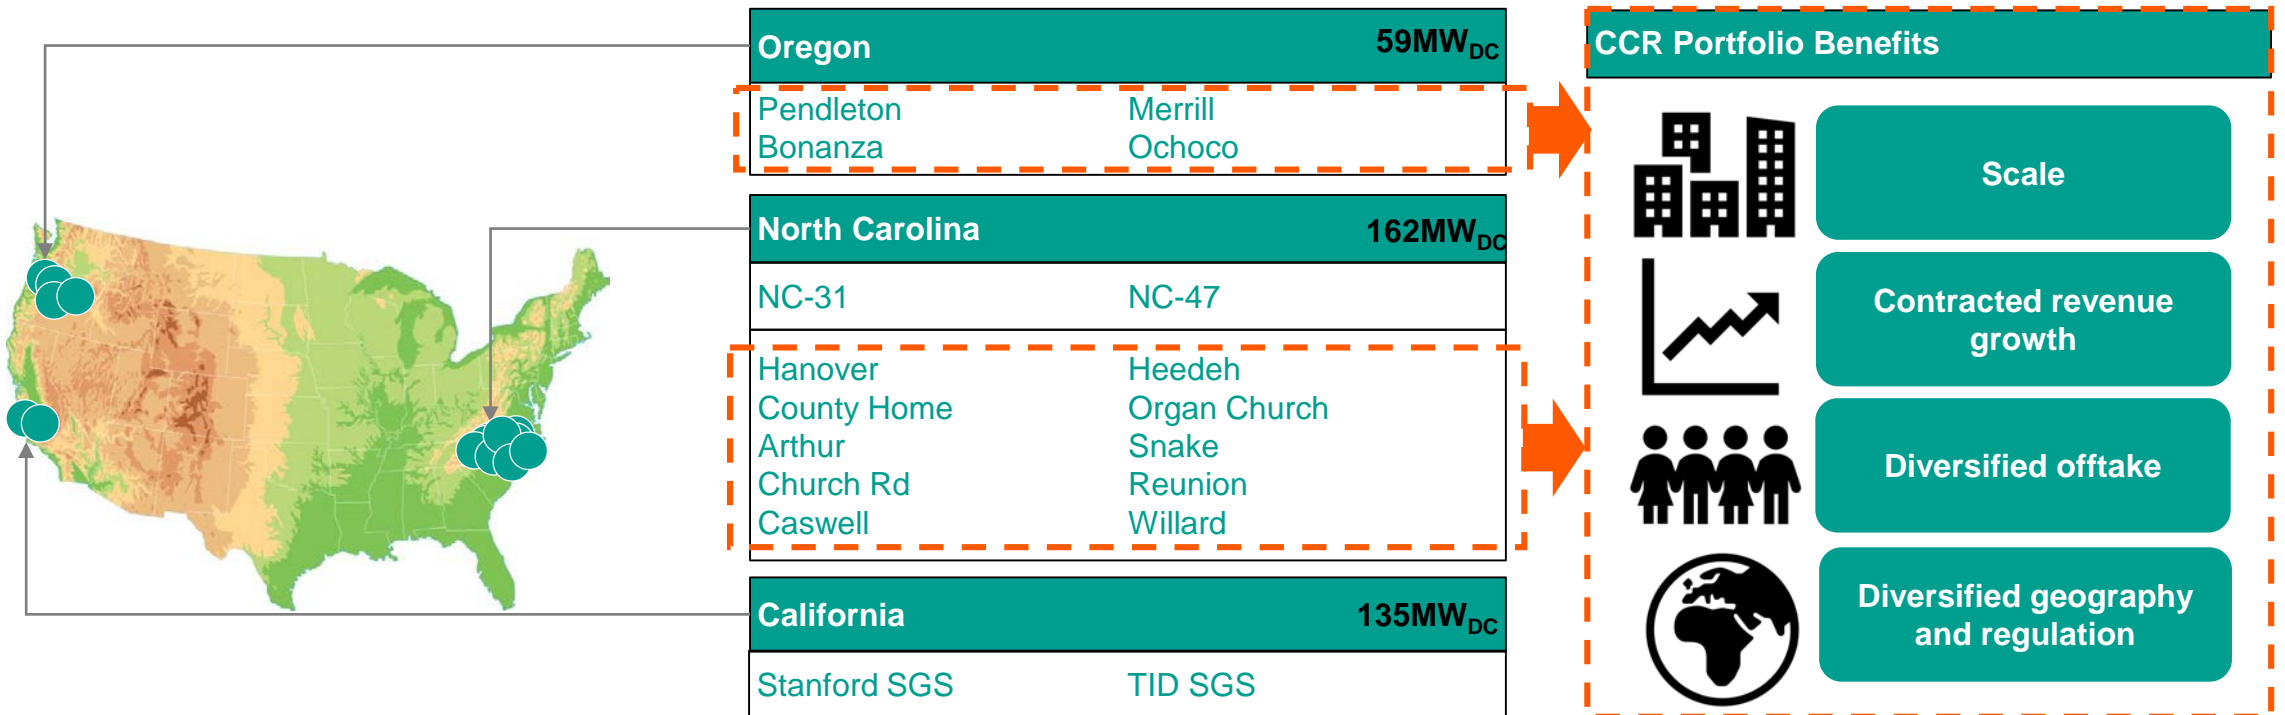 Oregon 59MWDC
Pendleton Merrill
Bonanza Ochoco
North Carolina 162MWDC
NC-31 NC-47
Hanover Heedeh
County Home Organ Church
Arthur Snake
Church Rd Reunion
Caswell Willard
California 135MWDC
Stanford SGS TID SGS
CCR Portfolio Benefits
Scale
Contracted revenue
growth
Diversified offtake
Diversified geography
and regulation